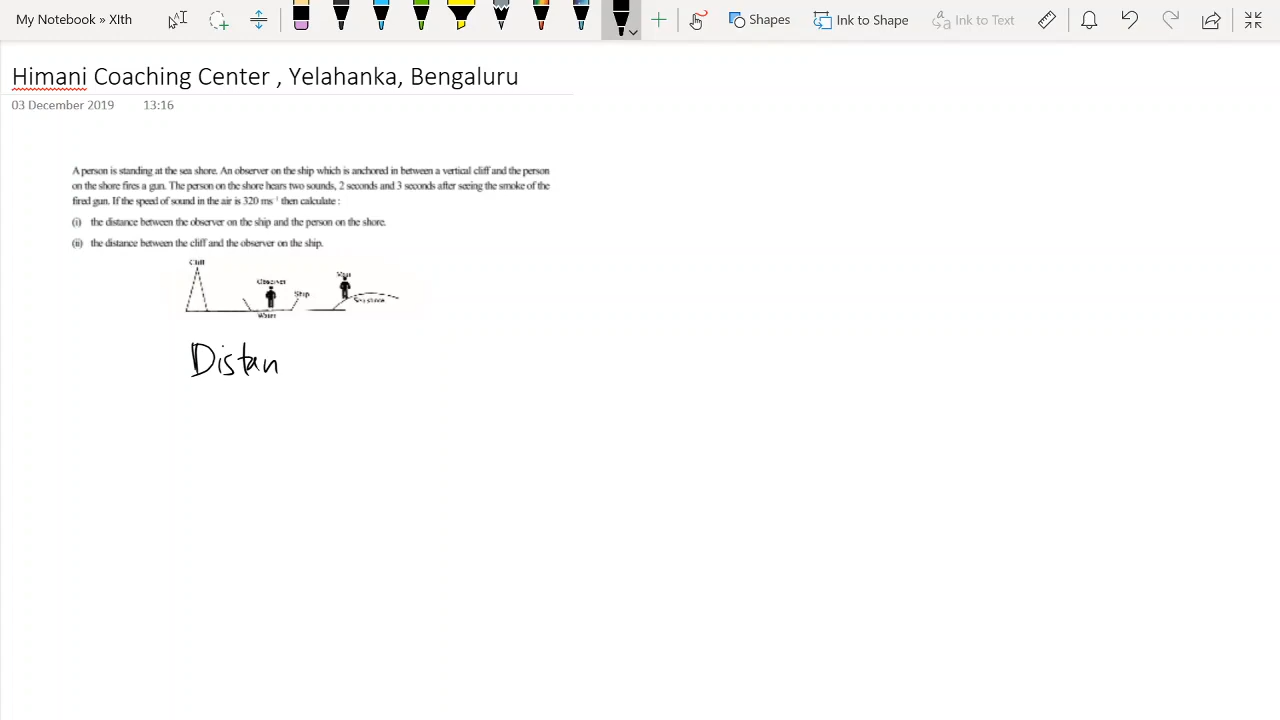 My Notebook » XIth
Shapes
Ink to Shape
Ink to Text
Himani Coaching Center , Yelahanka, Bengaluru
03 December 2019 13:16
A person is standing at the sea shore. An observer on the ship which is anchored in between a vertical cliff and the person
on the shore fires a gun. The person on the shore hears two sounds, 2 seconds and 3 seconds after seeing the smoke of the
fired gun. If the speed of sound in the air is 320 ms⁻¹ then calculate :
(i) the distance between the observer on the ship and the person on the shore.
(ii) the distance between the cliff and the observer on the ship.
Cliff
Observer
Ship
Water
Distan